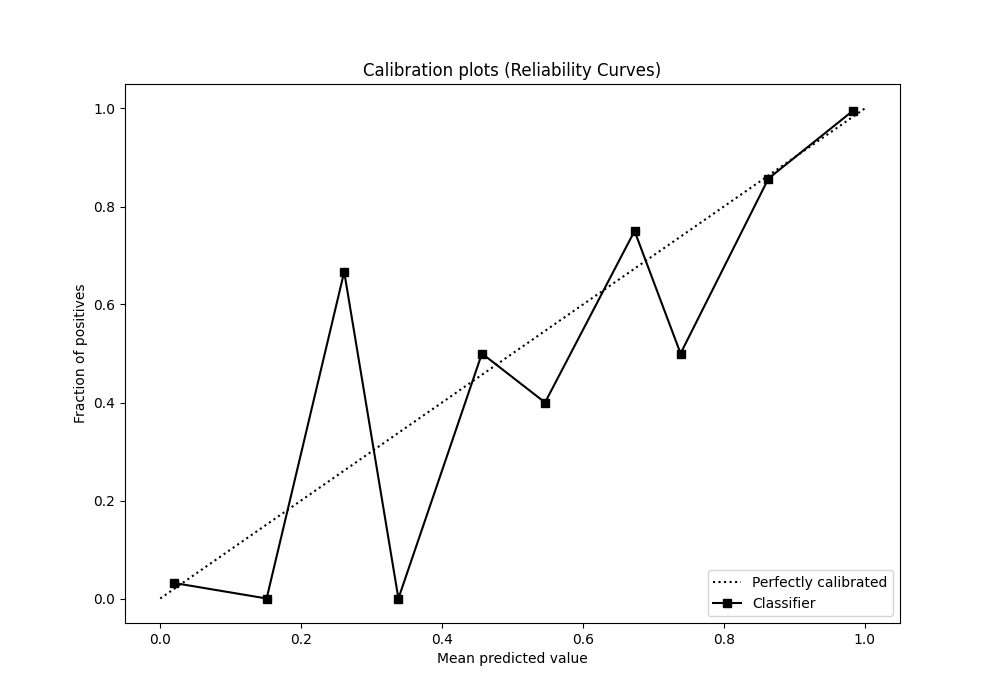 Calibration plots (Reliability Curves)
1.0
0.8
0.6
0.4
0.2
0.0
Fraction of positives
0.0 0.2 0.4 0.6 0.8 1.0
Mean predicted value
Perfectly calibrated
Classifier